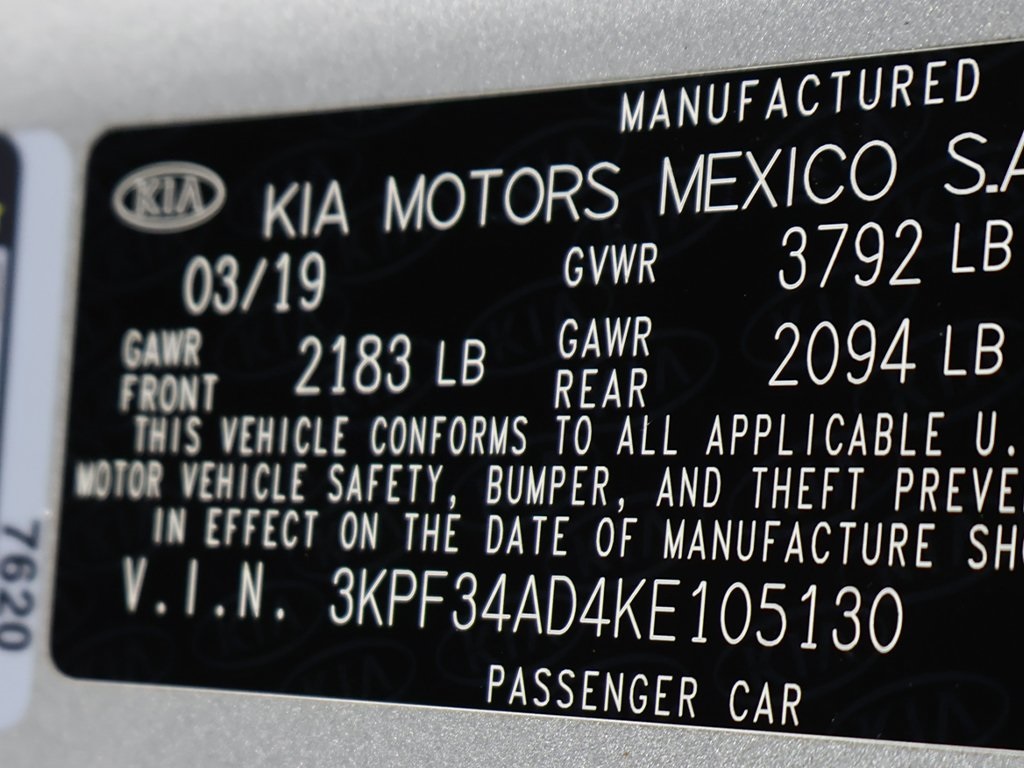 MANUFACTURED
KIA KIA MOTORS MEXICO S.A
03/19 GVWR 3792 LB
GAWR FRONT 2183 LB GAWR REAR 2094 LB
THIS VEHICLE CONFORMS TO ALL APPLICABLE U.
MOTOR VEHICLE SAFETY, BUMPER, AND THEFT PREVE
IN EFFECT ON THE DATE OF MANUFACTURE SH
V.I.N. 3KPF34AD4KE105130
PASSENGER CAR
7620